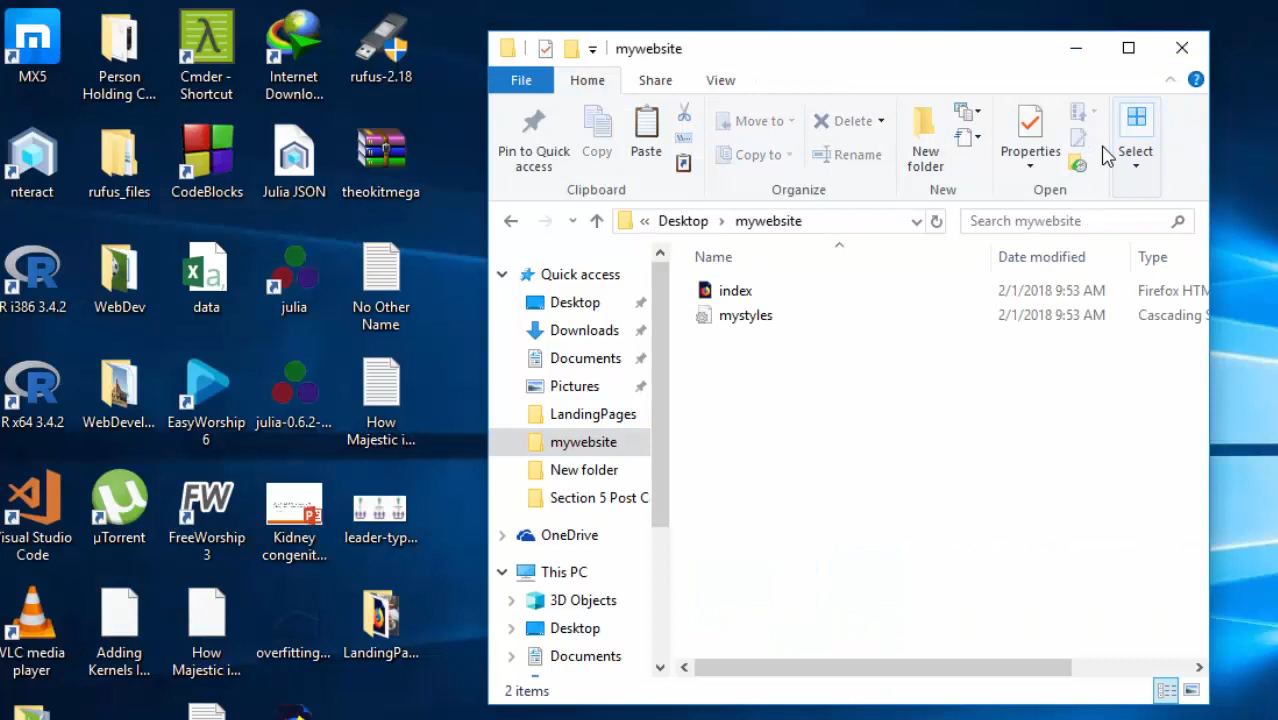 MX5
Person
Holding C...
Cmder -
Shortcut
Internet
Downlo...
rufus-2.18
nteract
rufus_files
CodeBlocks
Julia JSON
theokitmega
R i386 3.4.2
WebDev
data
julia
No Other
Name
R x64 3.4.2
WebDevel...
EasyWorship
6
julia-0.6.2-...
How
Majestic i...
Visual Studio
Code
µTorrent
FW
FreeWorship
3
Kidney
congenit...
leader-typ...
VLC media
player
Adding
Kernels I...
How
Majestic i...
overfitting...
LandingPa...
mywebsite
File
Home
Share
View
Pin to Quick
access
Copy
Paste
Clipboard
Move to
Copy to
Delete
Rename
Organize
New
folder
New
Properties
Open
Select
« Desktop › mywebsite
Search mywebsite
Name
Date modified
Type
index
2/1/2018 9:53 AM
Firefox HTM
mystyles
2/1/2018 9:53 AM
Cascading S
Quick access
Desktop
Downloads
Documents
Pictures
LandingPages
mywebsite
New folder
Section 5 Post C
OneDrive
This PC
3D Objects
Desktop
Documents
2 items